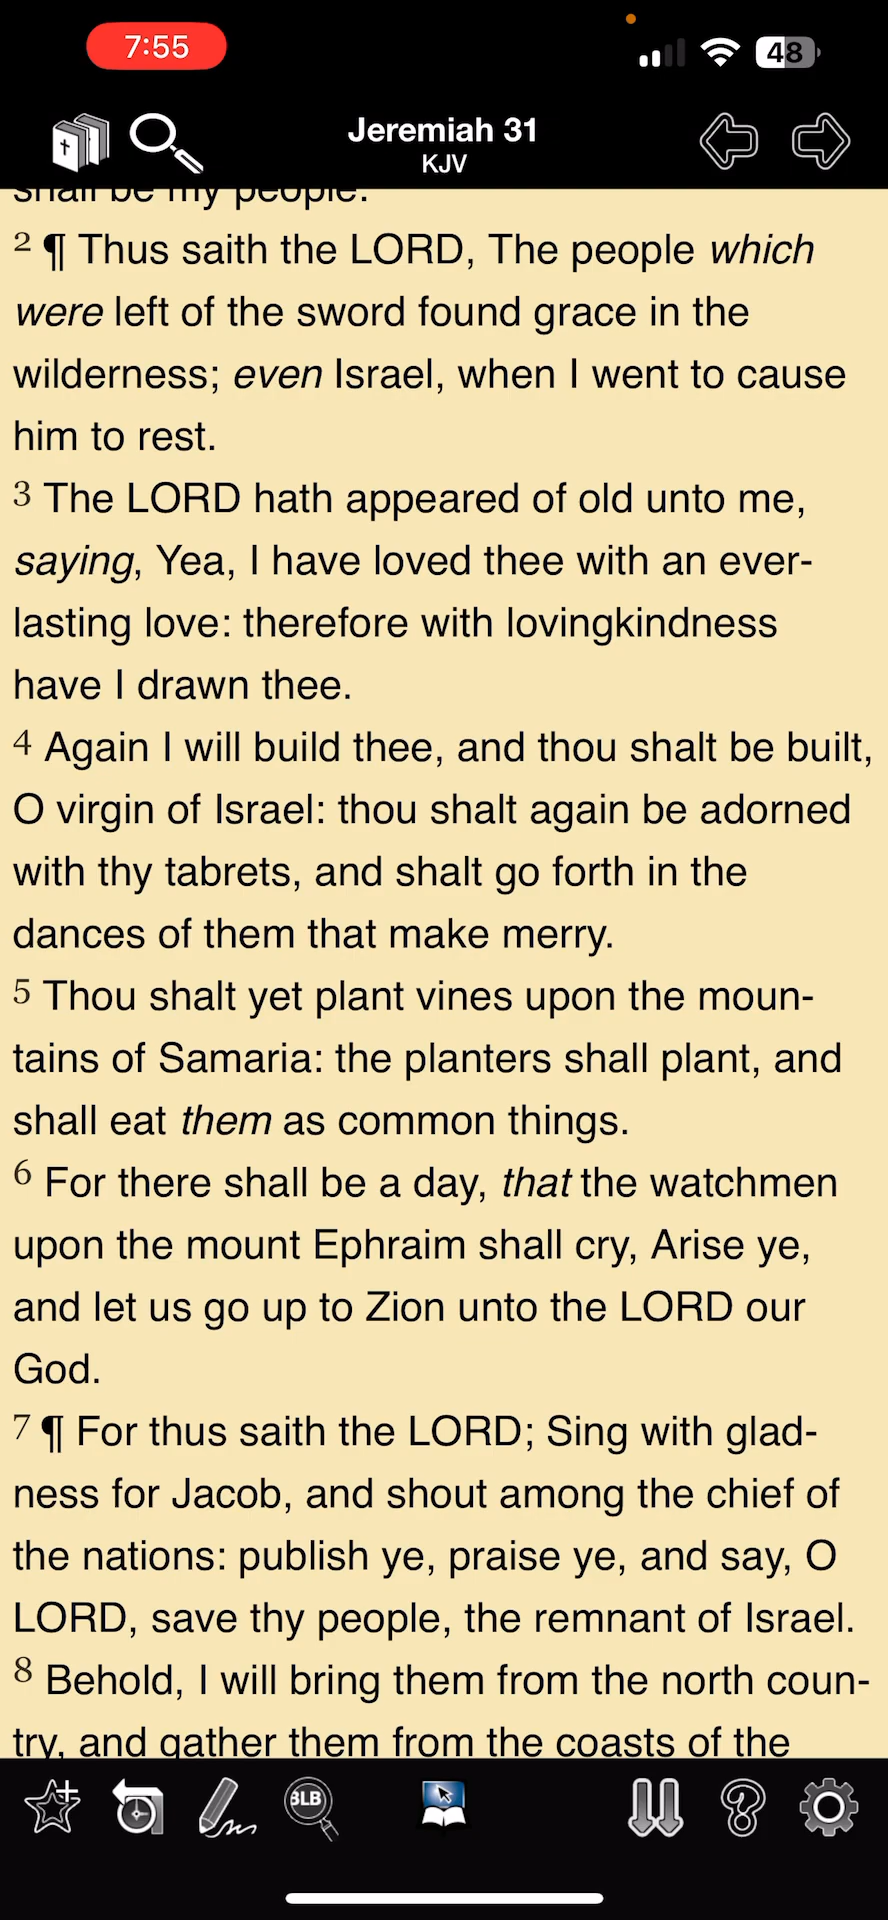 7:55
48
Jeremiah 31
KJV
shall be my people.
2 ¶ Thus saith the LORD, The people which
were left of the sword found grace in the
wilderness; even Israel, when I went to cause
him to rest.
3 The LORD hath appeared of old unto me,
saying, Yea, I have loved thee with an ever-
lasting love: therefore with lovingkindness
have I drawn thee.
4 Again I will build thee, and thou shalt be built,
O virgin of Israel: thou shalt again be adorned
with thy tabrets, and shalt go forth in the
dances of them that make merry.
5 Thou shalt yet plant vines upon the moun-
tains of Samaria: the planters shall plant, and
shall eat them as common things.
6 For there shall be a day, that the watchmen
upon the mount Ephraim shall cry, Arise ye,
and let us go up to Zion unto the LORD our
God.
7 ¶ For thus saith the LORD; Sing with glad-
ness for Jacob, and shout among the chief of
the nations: publish ye, praise ye, and say, O
LORD, save thy people, the remnant of Israel.
8 Behold, I will bring them from the north coun-
try, and gather them from the coasts of the
BLB